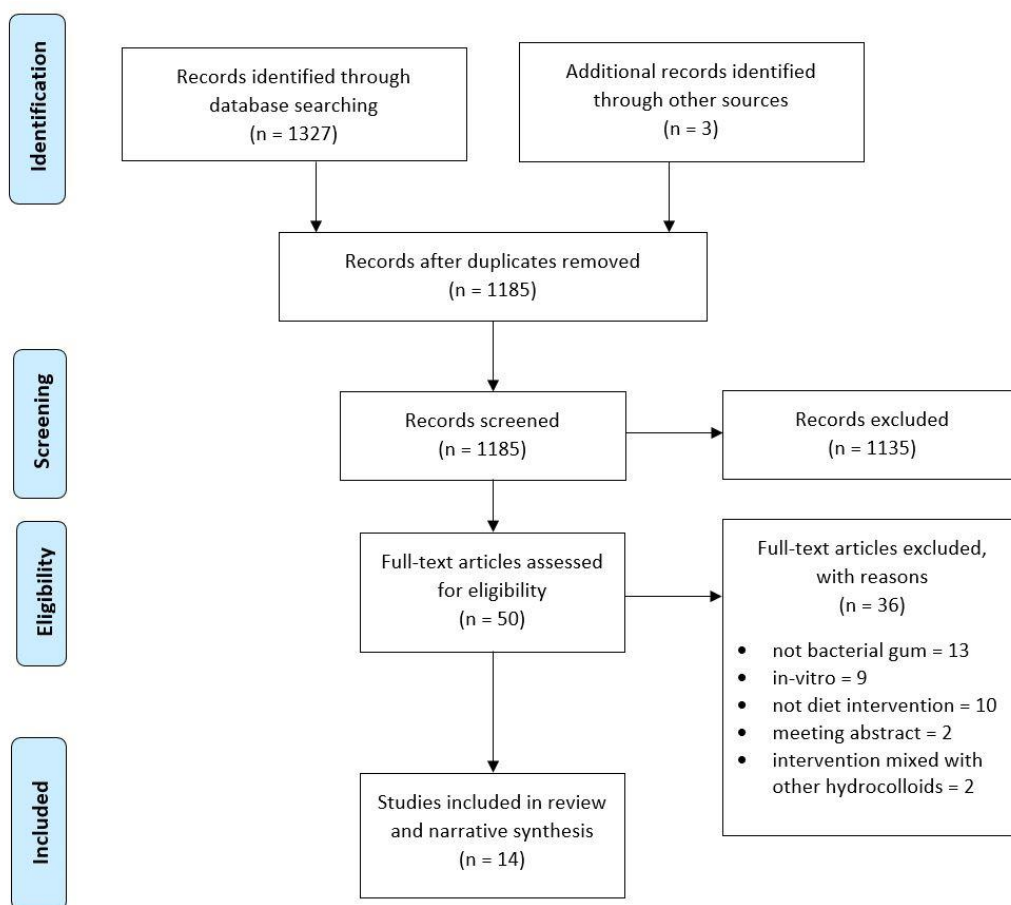 Identification
Records identified through
database searching
(n = 1327)
Additional records identified
through other sources
(n = 3)
Records after duplicates removed
(n = 1185)
Screening
Records screened
(n = 1185)
Records excluded
(n = 1135)
Eligibility
Full-text articles assessed
for eligibility
(n = 50)
Full-text articles excluded,
with reasons
(n = 36)
• not bacterial gum = 13
• in-vitro = 9
• not diet intervention = 10
• meeting abstract = 2
• intervention mixed with
other hydrocolloids = 2
Included
Studies included in review
and narrative synthesis
(n = 14)